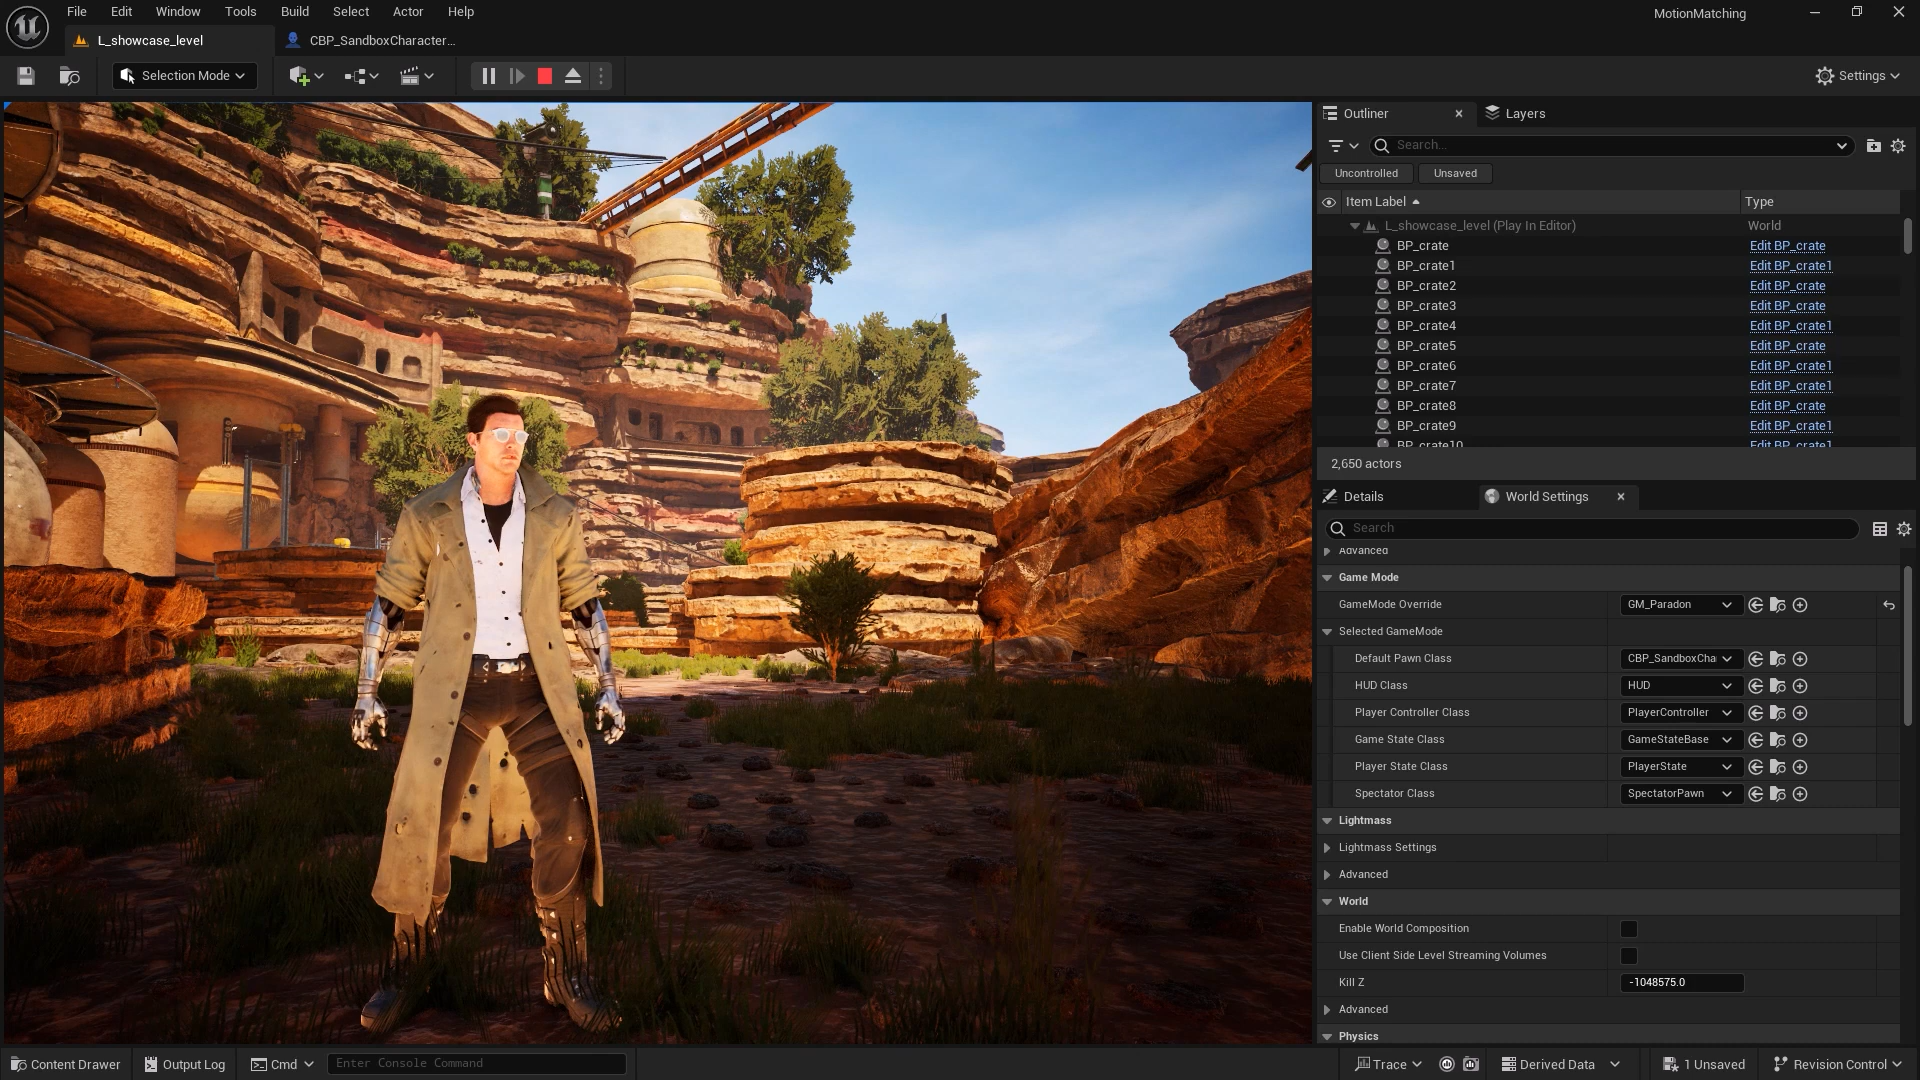 File Edit Window Tools Build Select Actor Help
MotionMatching
L_showcase_level
CBP_SandboxCharacter...
Selection Mode
Settings
Outliner
Layers
Search...
Uncontrolled
Unsaved
Item Label
Type
L_showcase_level (Play In Editor) World
BP_crate Edit BP_crate
BP_crate1 Edit BP_crate1
BP_crate2 Edit BP_crate
BP_crate3 Edit BP_crate
BP_crate4 Edit BP_crate1
BP_crate5 Edit BP_crate
BP_crate6 Edit BP_crate1
BP_crate7 Edit BP_crate1
BP_crate8 Edit BP_crate
BP_crate9 Edit BP_crate1
BP_crate10 Edit BP_crate1
2,650 actors
Details
World Settings
Search
Advanced
Game Mode
GameMode Override GM_Paradon
Selected GameMode
Default Pawn Class CBP_SandboxCha
HUD Class HUD
Player Controller Class PlayerController
Game State Class GameStateBase
Player State Class PlayerState
Spectator Class SpectatorPawn
Lightmass
Lightmass Settings
Advanced
World
Enable World Composition
Use Client Side Level Streaming Volumes
Kill Z -1048575.0
Advanced
Physics
Content Drawer
Output Log
Cmd
Enter Console Command
Trace
Derived Data
1 Unsaved
Revision Control